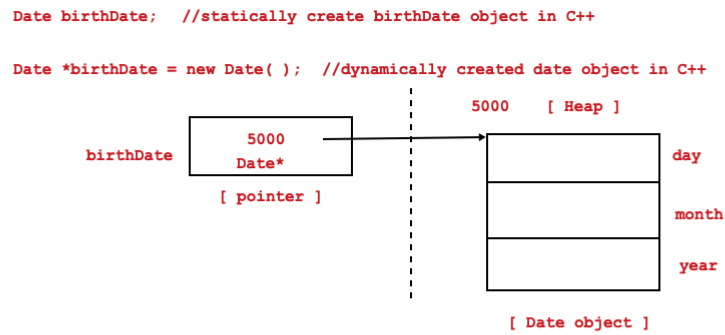 Date birthDate;   //statically create birthDate object in C++
Date *birthDate = new Date( );  //dynamically created date object in C++
5000    [ Heap ]
5000
birthDate
Date*
day
[ pointer ]
month
year
[ Date object ]